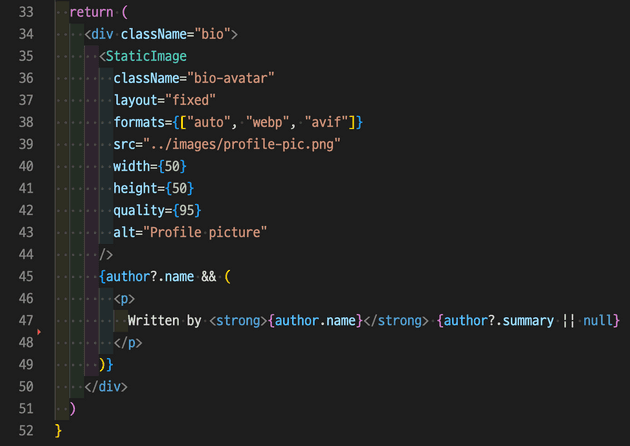 33 return (
34 <div className="bio">
35 <StaticImage
36 className="bio-avatar"
37 layout="fixed"
38 formats={["auto", "webp", "avif"]}
39 src="../images/profile-pic.png"
40 width={50}
41 height={50}
42 quality={95}
43 alt="Profile picture"
44 />
45 {author?.name && (
46 <p>
47 Written by <strong>{author.name}</strong> {author?.summary || null}
48 </p>
49 )}
50 </div>
51 )
52 }